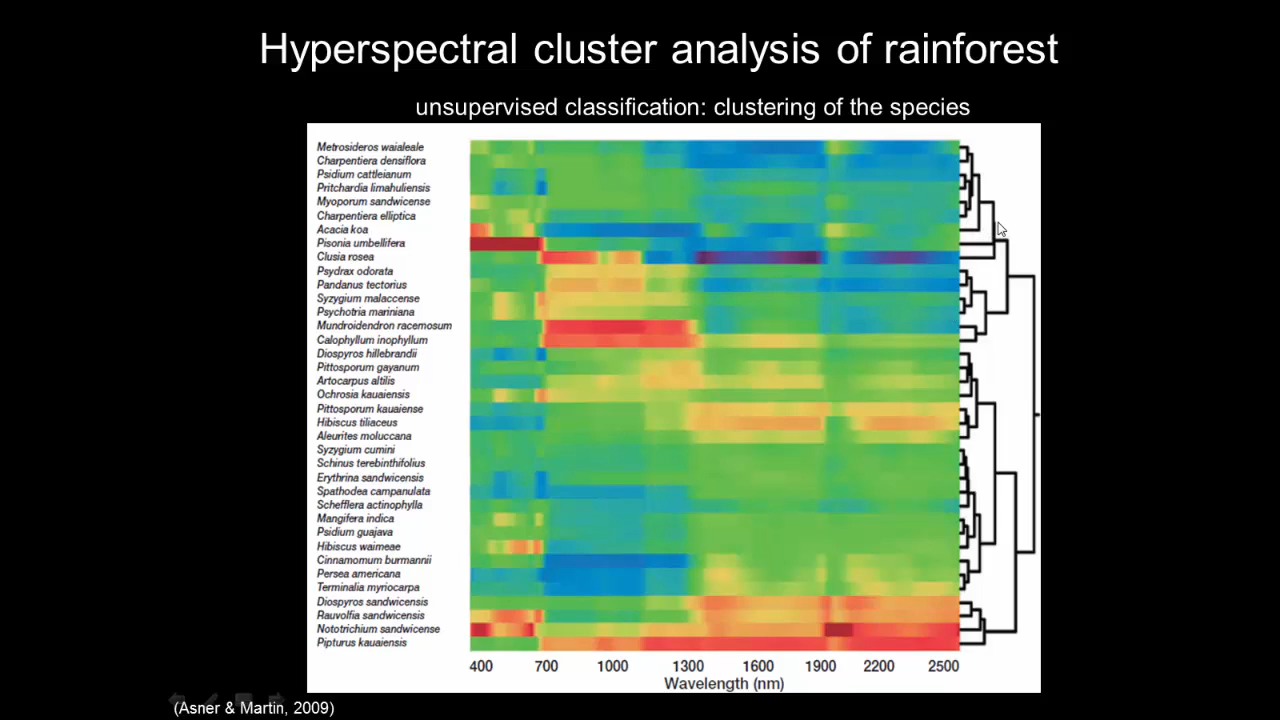 Hyperspectral cluster analysis of rainforest
unsupervised classification: clustering of the species
Metrosideros waialeale
Charpentiera densiflora
Psidium cattleianum
Pritchardia limahuliensis
Myoporum sandwicense
Charpentiera elliptica
Acacia koa
Pisonia umbellifera
Clusia rosea
Psydrax odorata
Pandanus tectorius
Syzygium malaccense
Psychotria mariniana
Mundroidendron racemosum
Calophyllum inophyllum
Diospyros hillebrandii
Pittosporum gayanum
Artocarpus altilis
Ochrosia kauaiensis
Pittosporum kauaiense
Hibiscus tiliaceus
Aleurites moluccana
Syzygium cumini
Schinus terebinthifolius
Erythrina sandwicensis
Spathodea campanulata
Schefflera actinophylla
Mangifera indica
Psidium guajava
Hibiscus waimeae
Cinnamomum burmannii
Persea americana
Terminalia myriocarpa
Diospyros sandwicensis
Rauvolfia sandwicensis
Nototrichium sandwicense
Pipturus kauaiensis
400 700 1000 1300 1600 1900 2200 2500
Wavelength (nm)
(Asner & Martin, 2009)